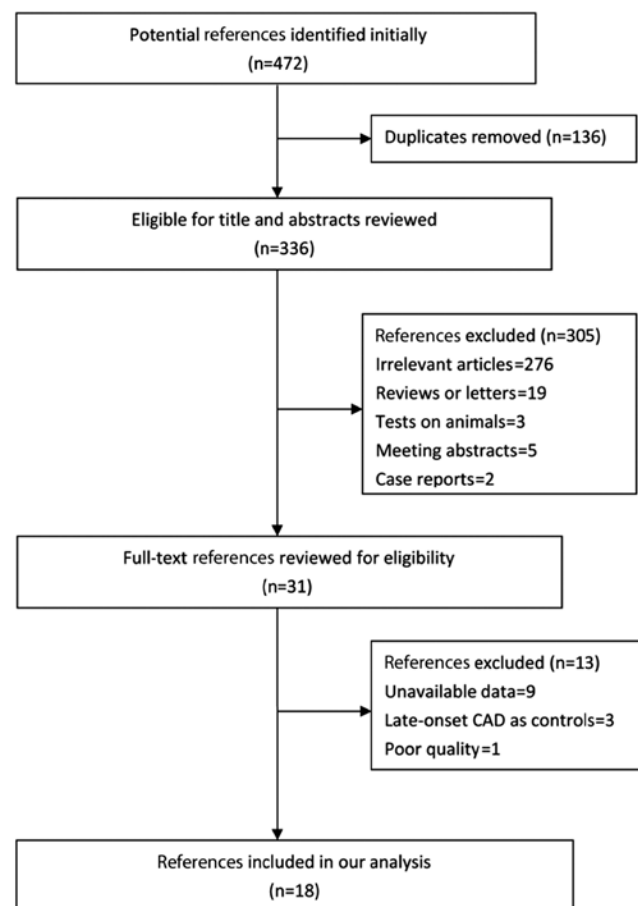 Potential references identified initially
(n=472)
Duplicates removed (n=136)
Eligible for title and abstracts reviewed
(n=336)
References excluded (n=305)
Irrelevant articles=276
Reviews or letters=19
Tests on animals=3
Meeting abstracts=5
Case reports=2
Full-text references reviewed for eligibility
(n=31)
References excluded (n=13)
Unavailable data=9
Late-onset CAD as controls=3
Poor quality=1
References included in our analysis
(n=18)